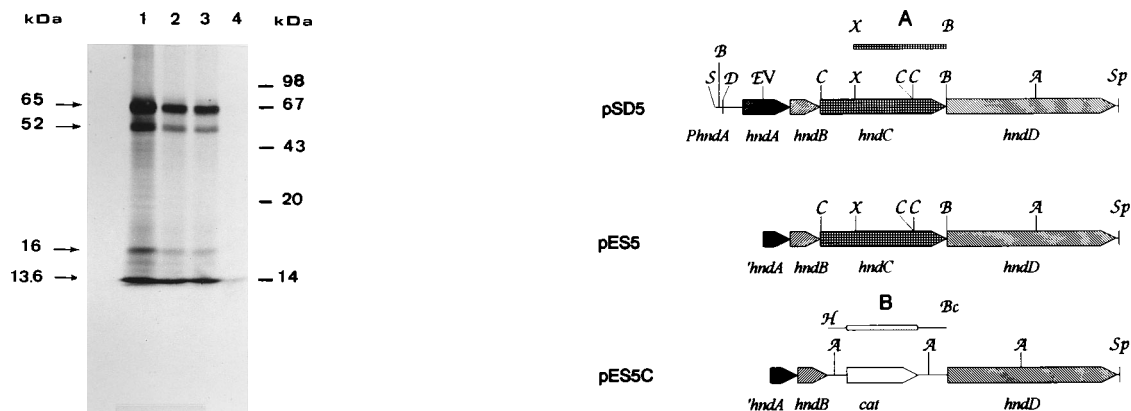 kDa 1 2 3 4 kDa
98
65 67
52
43
20
16
13.6 14
A
X B
B
S D EV C X C C B A Sp
pSD5
PhndA hndA hndB hndC hndD
C X C C B A Sp
pES5
'hndA hndB hndC hndD
B
H Bc
A A A Sp
pES5C
'hndA hndB cat hndD